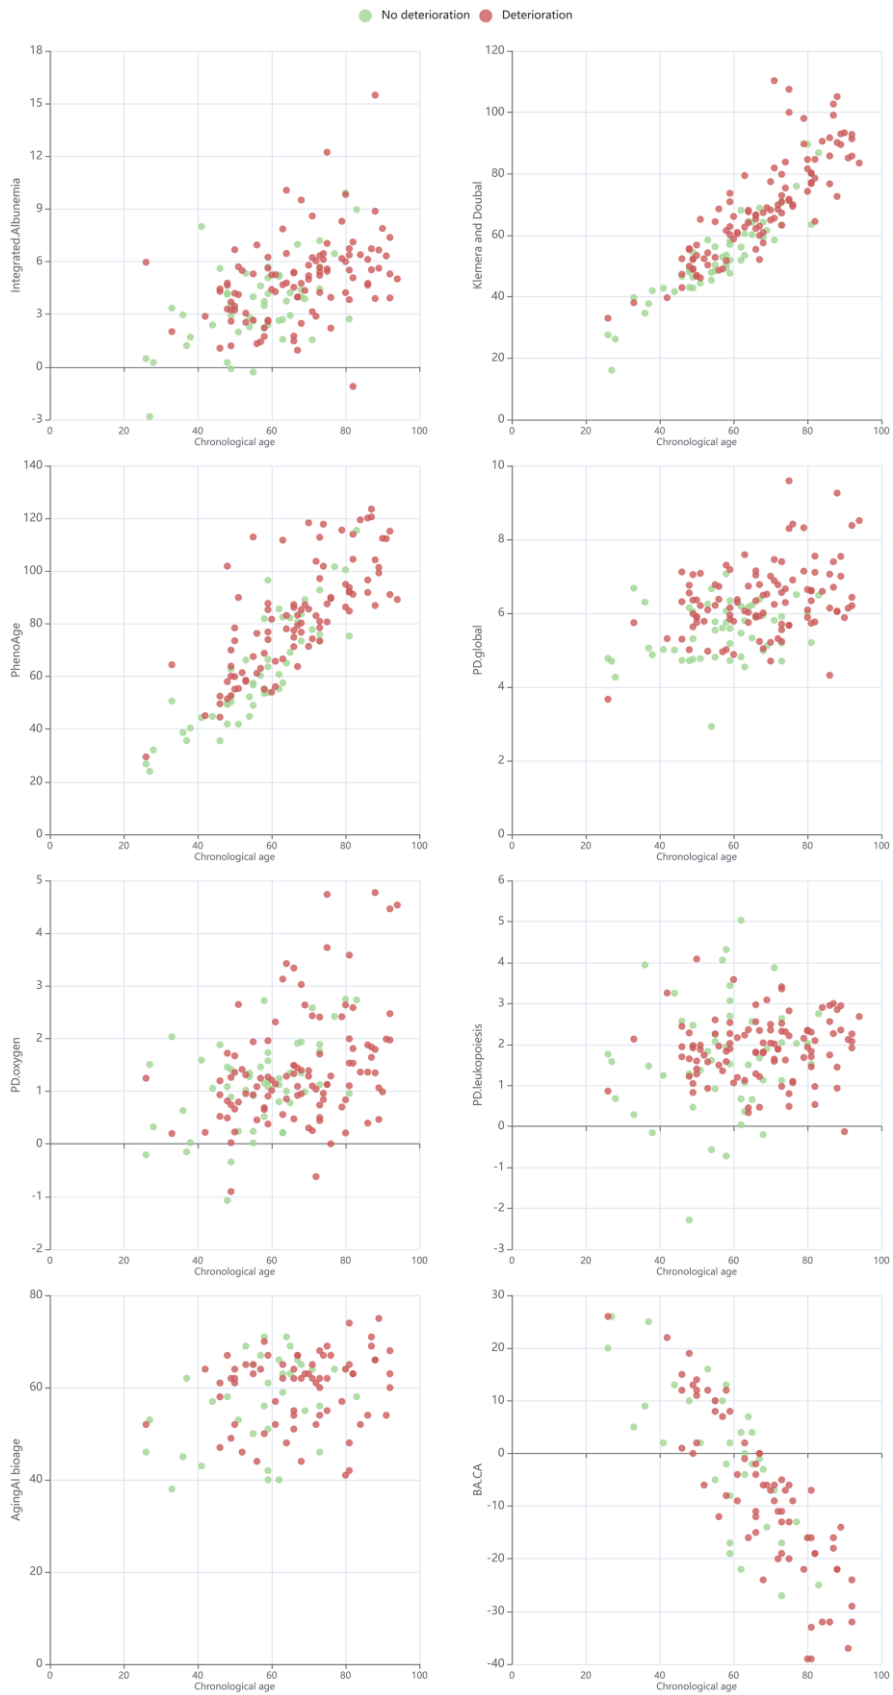 No deterioration Deterioration
18
15
12
9
6
3
0
-3
Integrated.Albunemia
0 20 40 60 80 100
Chronological age
120
100
80
60
40
20
0
Klemera and Doubal
0 20 40 60 80 100
Chronological age
140
120
100
80
60
40
20
0
PhenoAge
0 20 40 60 80 100
Chronological age
10
8
6
4
2
0
PD.global
0 20 40 60 80 100
Chronological age
5
4
3
2
1
0
-1
-2
PD.oxygen
0 20 40 60 80 100
Chronological age
6
5
4
3
2
1
0
-1
-2
-3
PD.leukopoiesis
0 20 40 60 80 100
Chronological age
80
60
40
20
0
AgingAI bioage
0 20 40 60 80 100
Chronological age
30
20
10
0
-10
-20
-30
-40
BA.CA
0 20 40 60 80 100
Chronological age